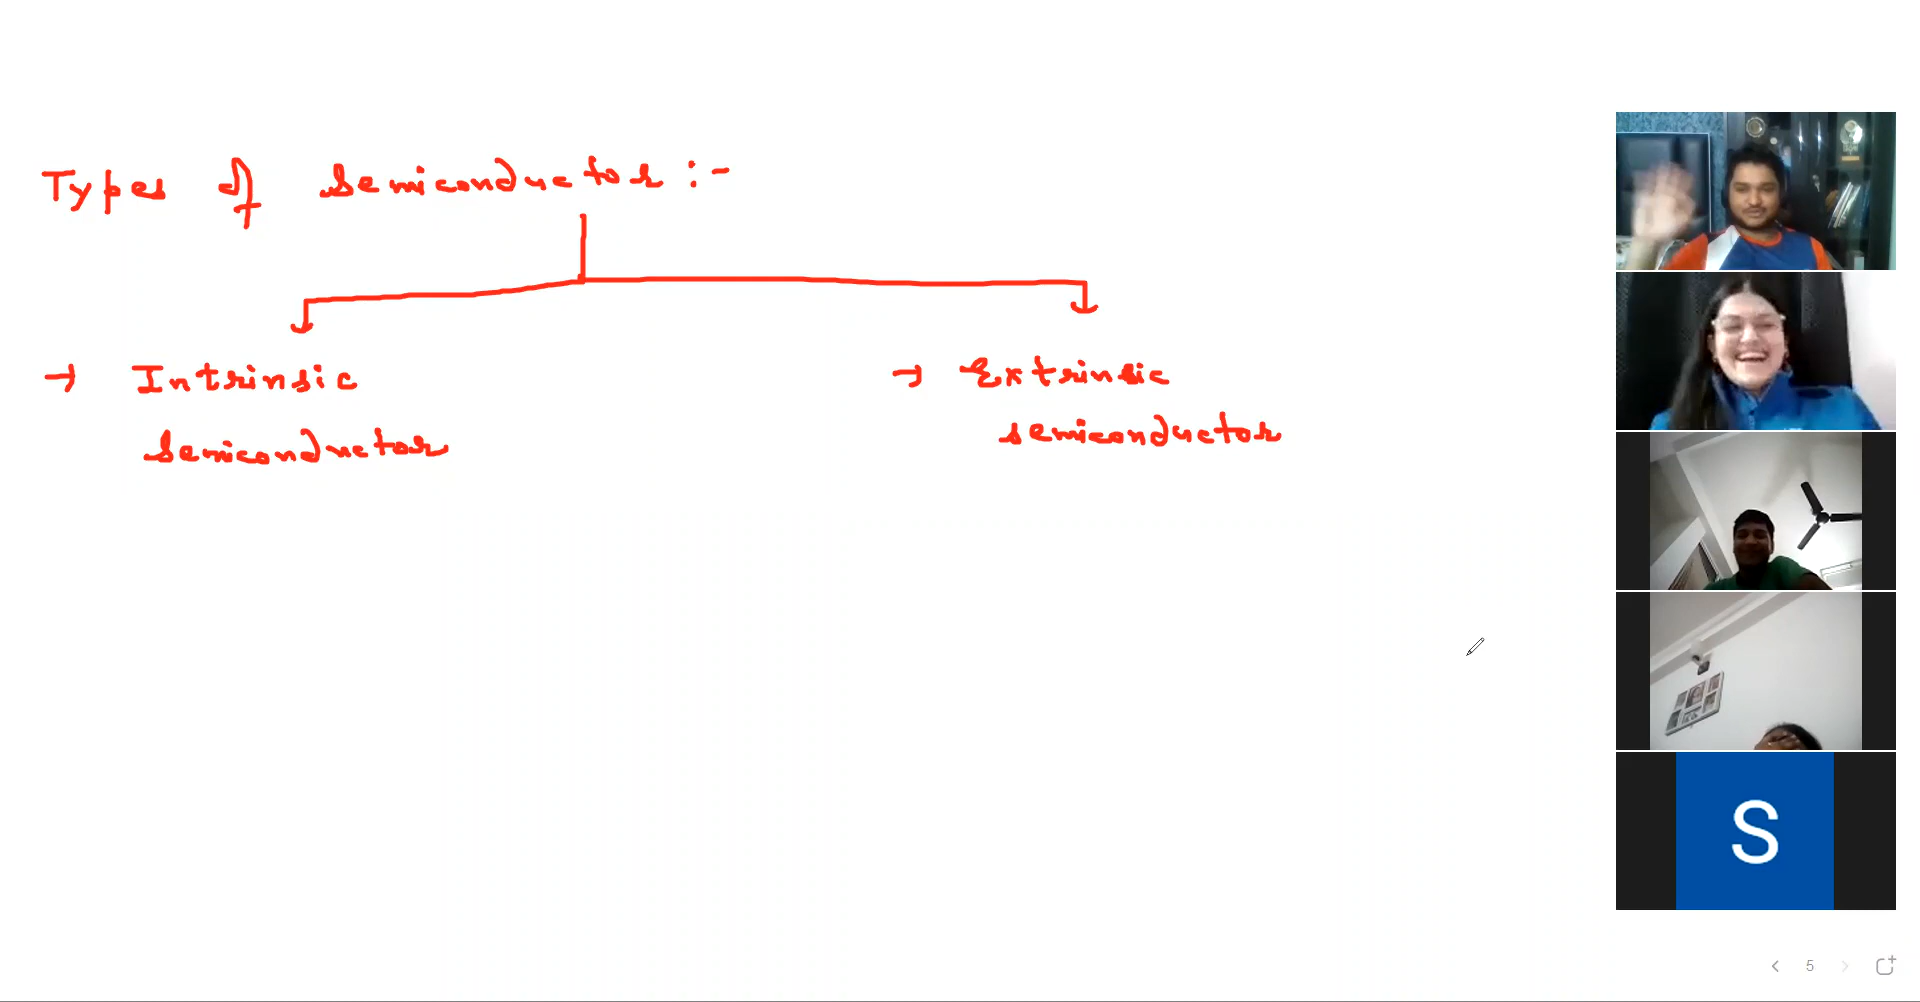 Types of Semiconductor :-
→ Intrinsic
Semiconductor
→ Extrinsic
semiconductor
S
5